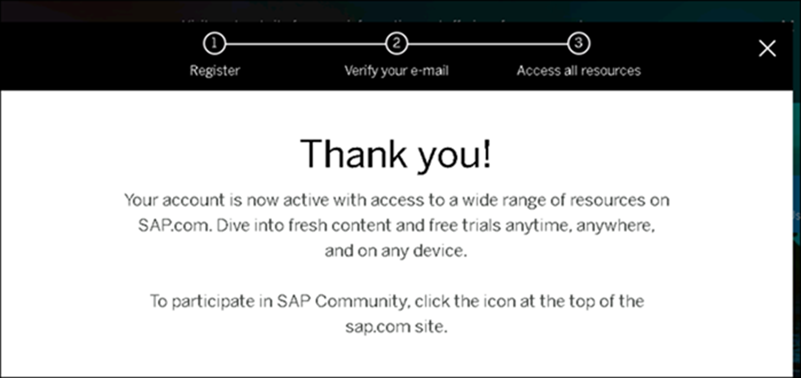 1 2 3
Register Verify your e-mail Access all resources
Thank you!
Your account is now active with access to a wide range of resources on
SAP.com. Dive into fresh content and free trials anytime, anywhere,
and on any device.
To participate in SAP Community, click the icon at the top of the
sap.com site.